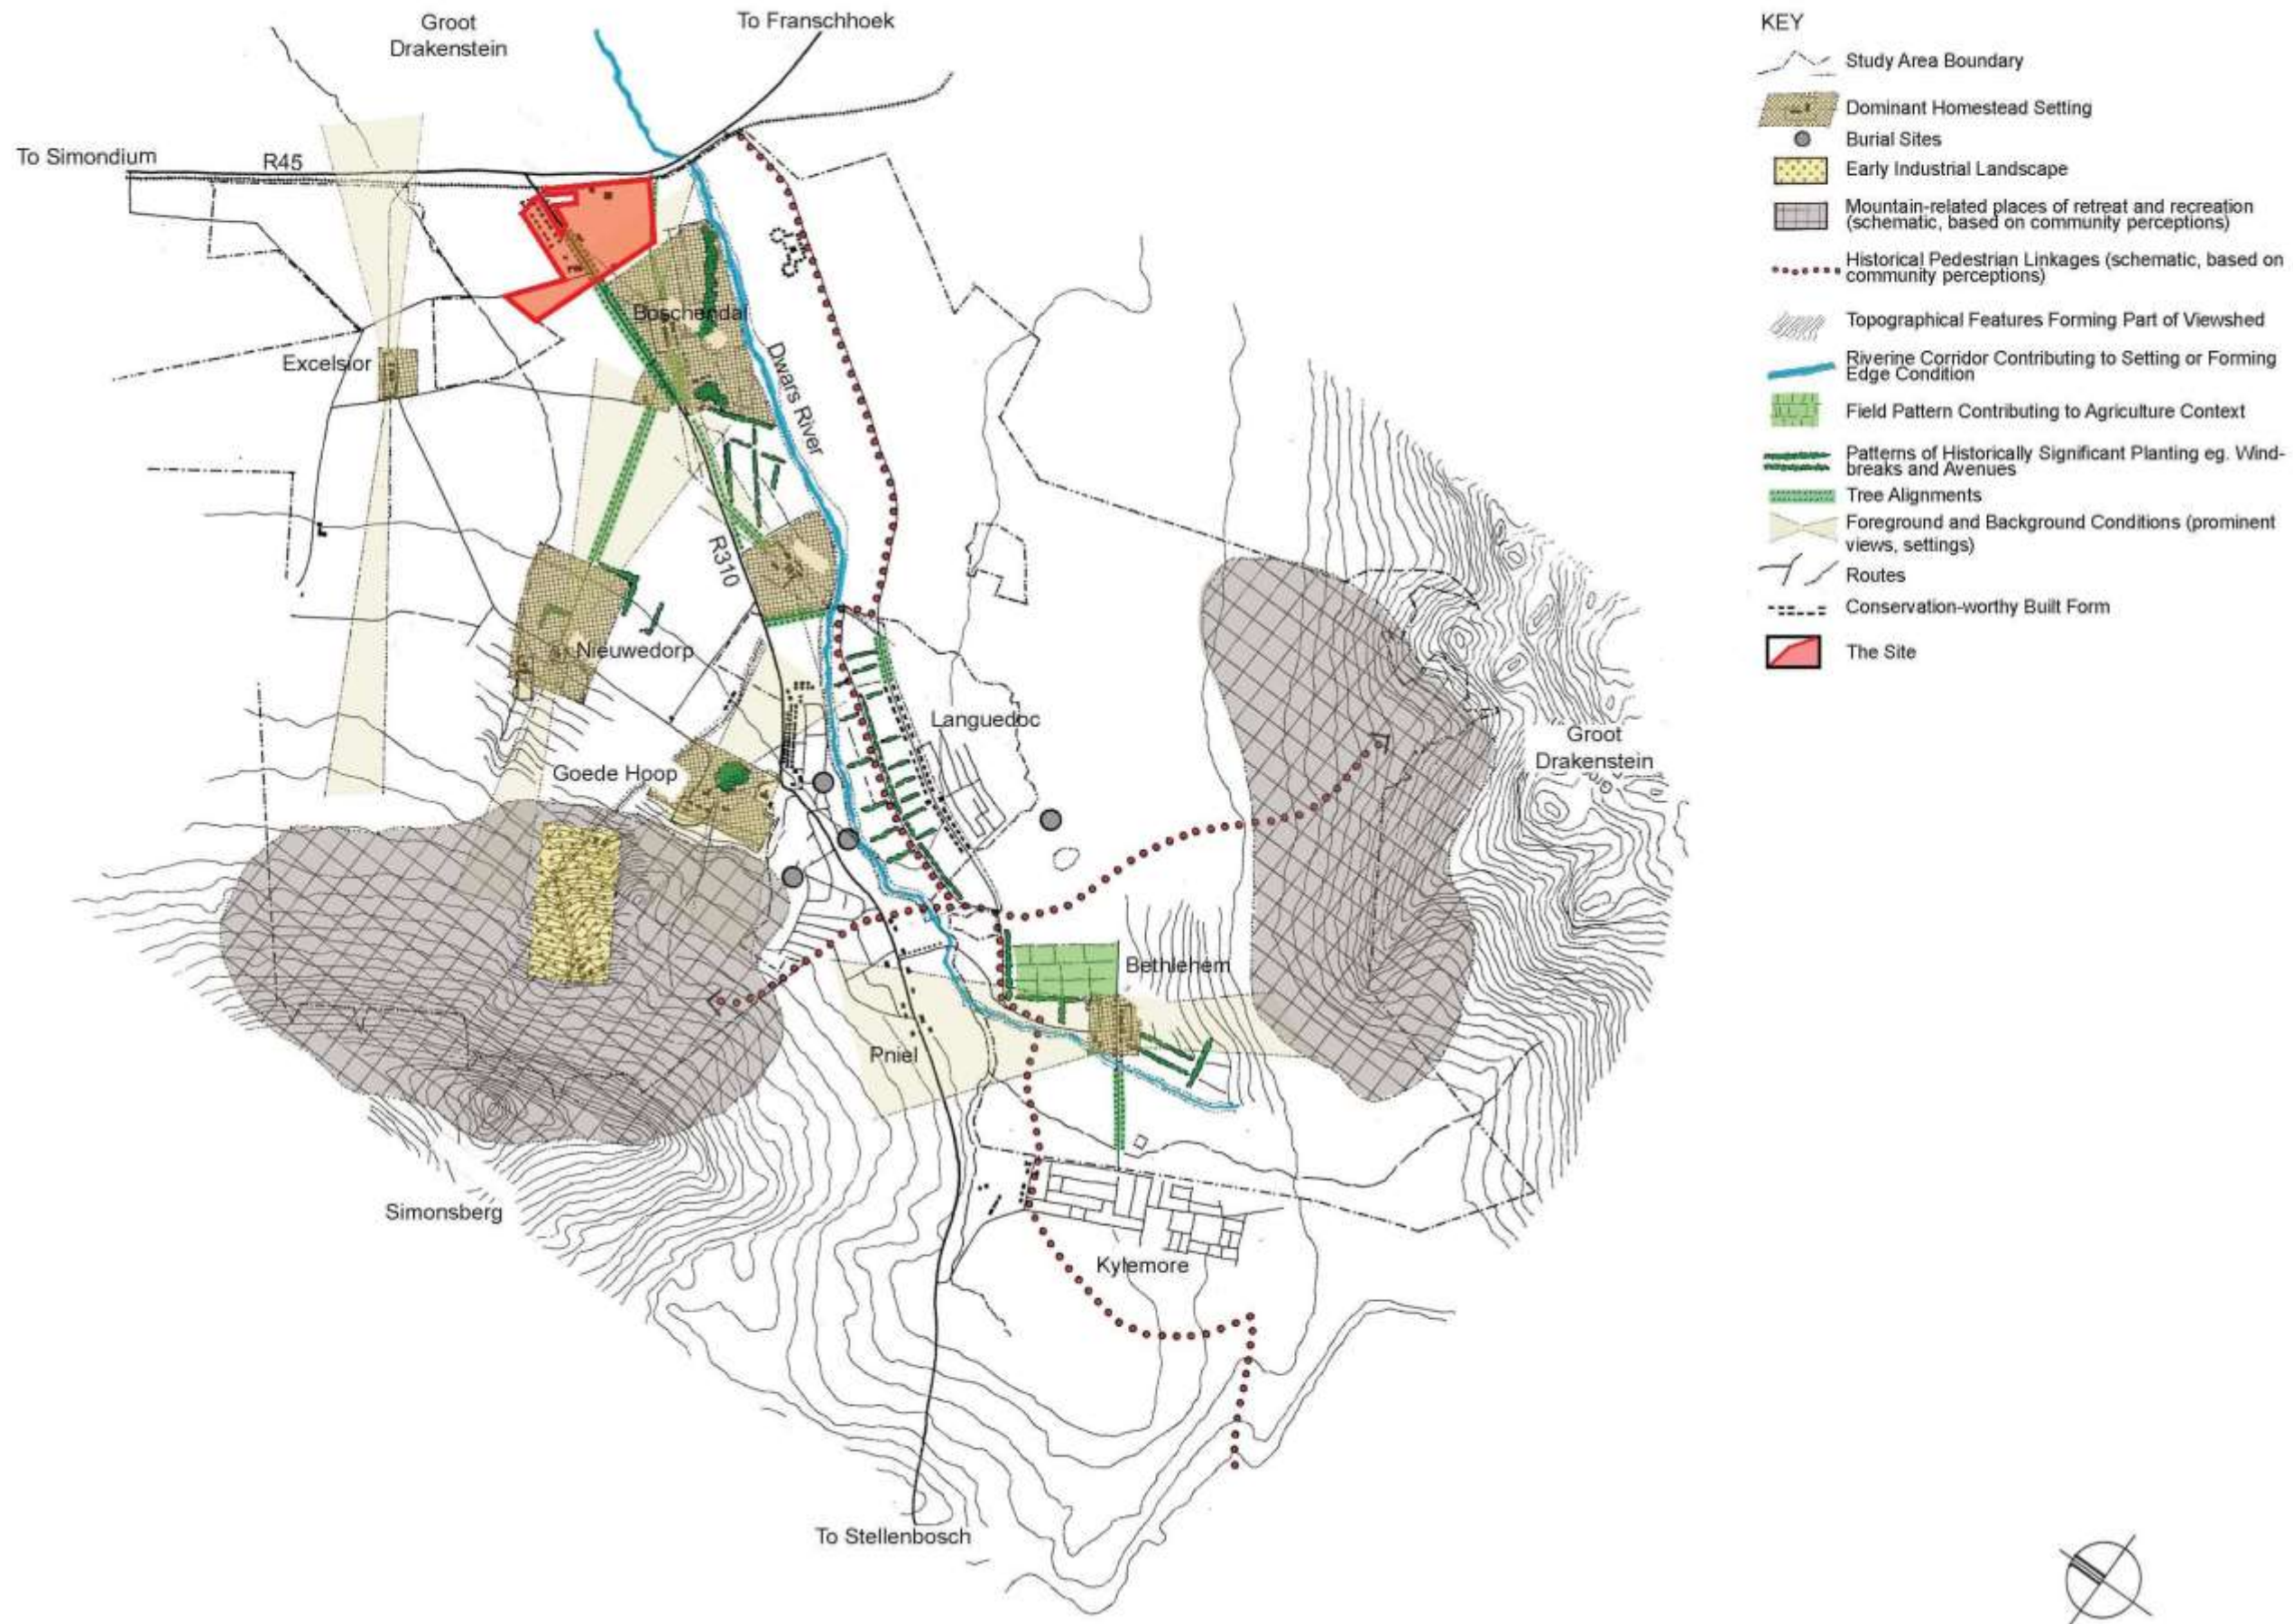 Groot
Drakenstein
To Franschhoek
To Simondium
R45
Boschendal
Excelsior
Dwars River
R310
Nieuwedorp
Languedoc
Goede Hoop
Groot
Drakenstein
Bethlehem
Pniel
Simonsberg
Kylemore
To Stellenbosch
KEY
Study Area Boundary
Dominant Homestead Setting
Burial Sites
Early Industrial Landscape
Mountain-related places of retreat and recreation
(schematic, based on community perceptions)
Historical Pedestrian Linkages (schematic, based on
community perceptions)
Topographical Features Forming Part of Viewshed
Riverine Corridor Contributing to Setting or Forming
Edge Condition
Field Pattern Contributing to Agriculture Context
Patterns of Historically Significant Planting eg. Wind-
breaks and Avenues
Tree Alignments
Foreground and Background Conditions (prominent
views, settings)
Routes
Conservation-worthy Built Form
The Site